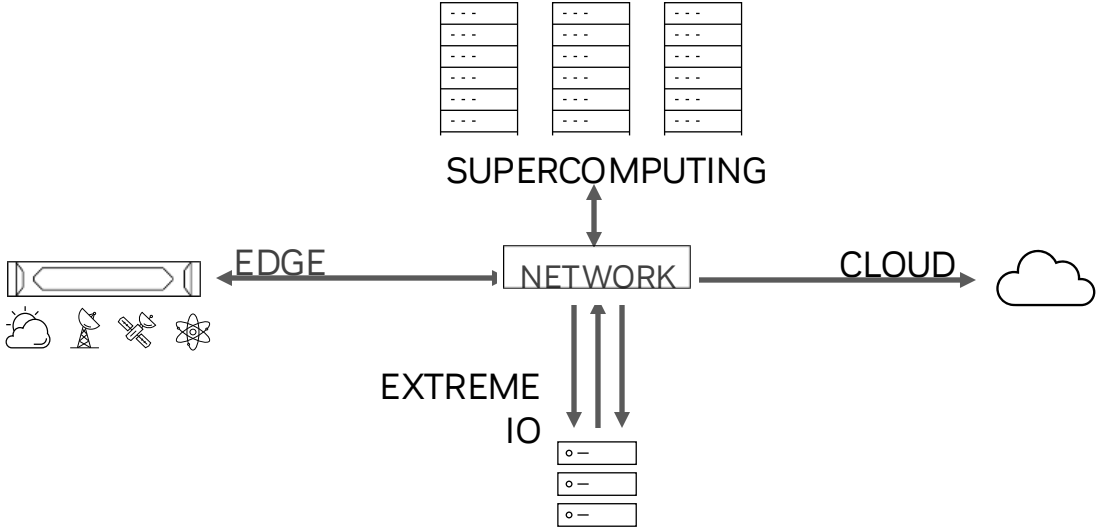 SUPERCOMPUTING
EDGE
NETWORK
CLOUD
EXTREME
IO